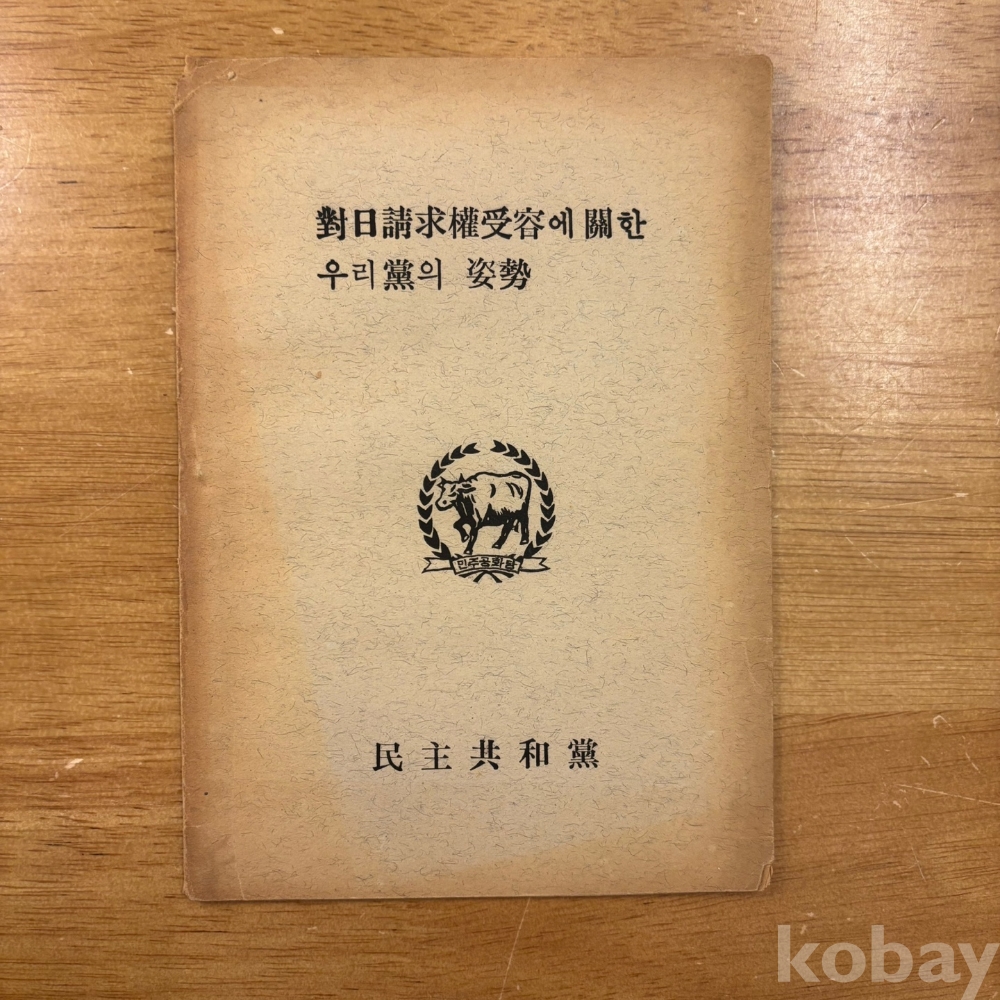 對日請求權受容에 關한
우리黨의 姿勢
민주공화당
民主共和黨
kobay